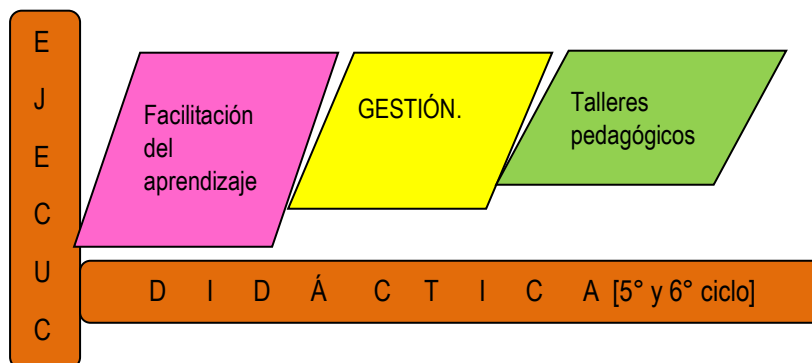 E
J
E
C
U
C
Facilitación
del
aprendizaje
GESTIÓN.
Talleres
pedagógicos
D I D Á C T I C A [5° y 6° ciclo]